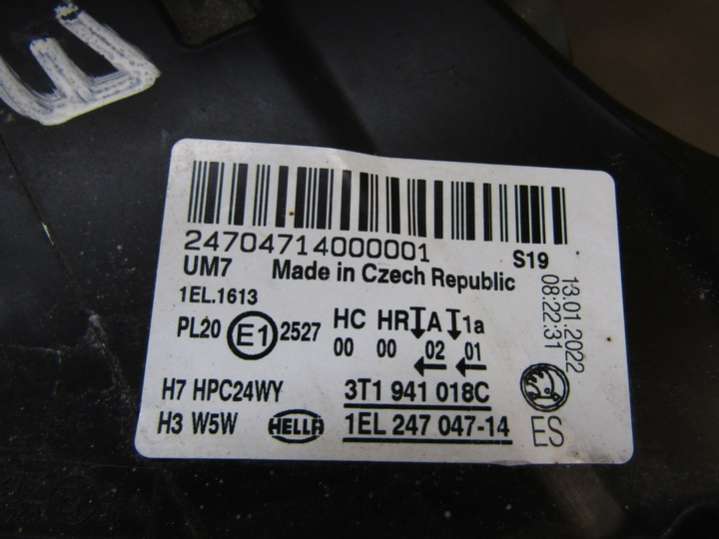 E
24704714000001
S19
UM7 Made in Czech Republic
1EL.1613
PL20 E1 2527 HC HR A 1a
00 00 02 01
H7 HPC24WY 3T1 941 018C
H3 W5W HELLA 1EL 247 047-14
ES
13.01.2022
08:22:31